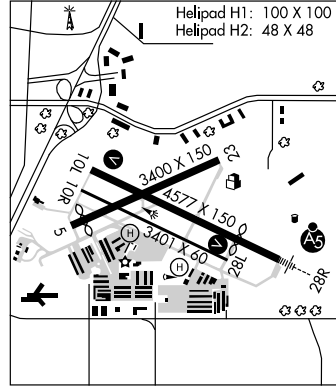 Helipad H1: 100 X 100
Helipad H2: 48 X 48
10L
V
3400 X 150
23
10R
4577 X 150
5
H
3401 X 60
V
28L
A5
H
28R